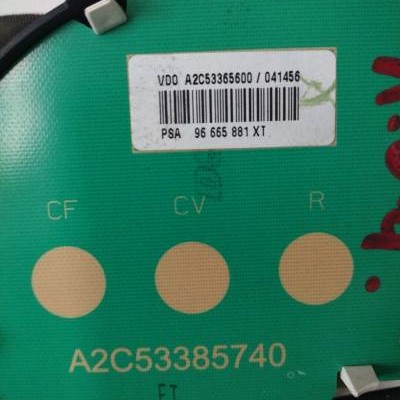 VDO A2C53365600 / 041456
PSA 96 665 881 XT
CF CV R
A2C53385740